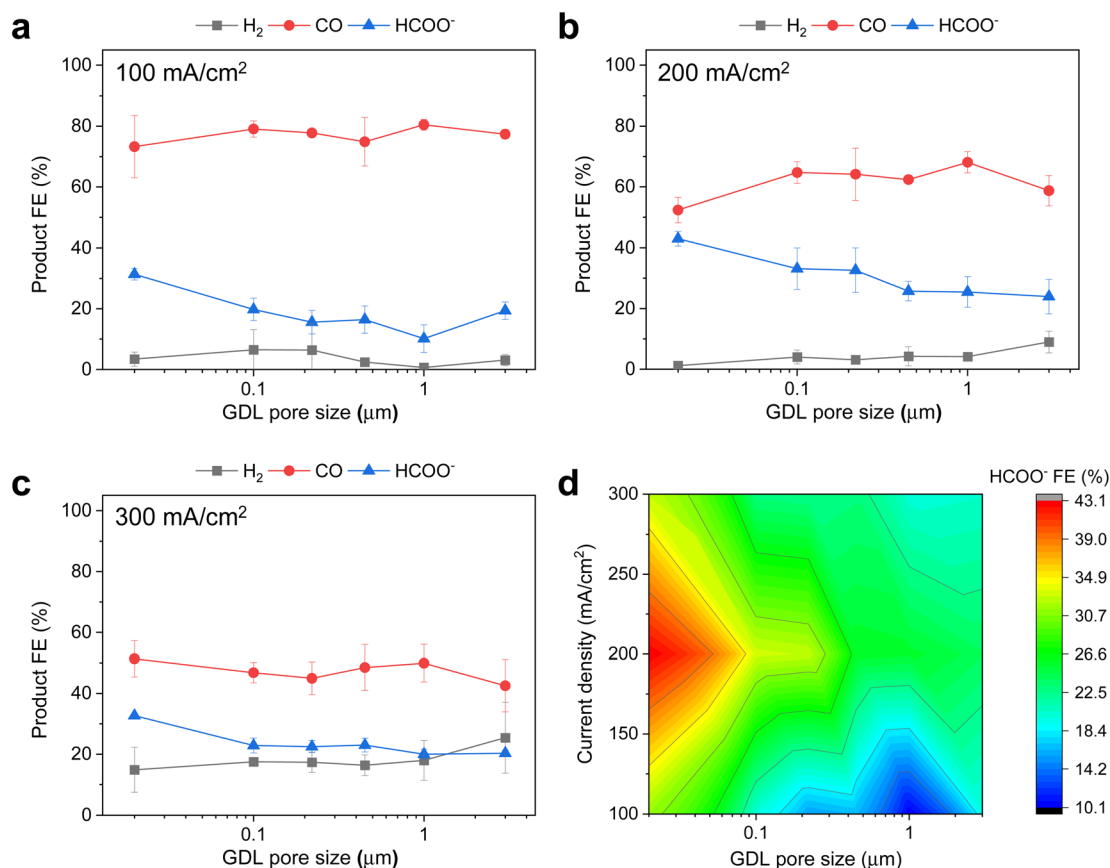 a
H₂ CO HCOO⁻
100 mA/cm²
100
80
60
40
20
0
Product FE (%)
0.1 1
GDL pore size (μm)
b
H₂ CO HCOO⁻
200 mA/cm²
100
80
60
40
20
0
Product FE (%)
0.1 1
GDL pore size (μm)
c
H₂ CO HCOO⁻
300 mA/cm²
100
80
60
40
20
0
Product FE (%)
0.1 1
GDL pore size (μm)
d
HCOO⁻ FE (%)
300
250
200
150
100
Current density (mA/cm²)
0.1 1
GDL pore size (μm)
43.1
39.0
34.9
30.7
26.6
22.5
18.4
14.2
10.1